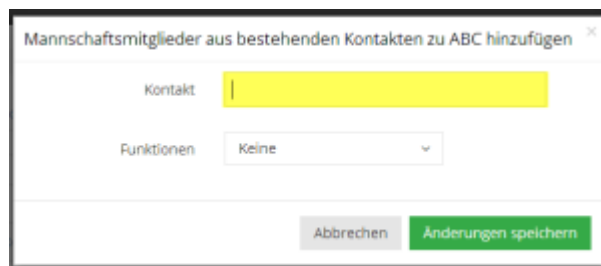 Mannschaftsmitglieder aus bestehenden Kontakten zu ABC hinzufügen ×
Kontakt
Funktionen Keine
Abbrechen Änderungen speichern